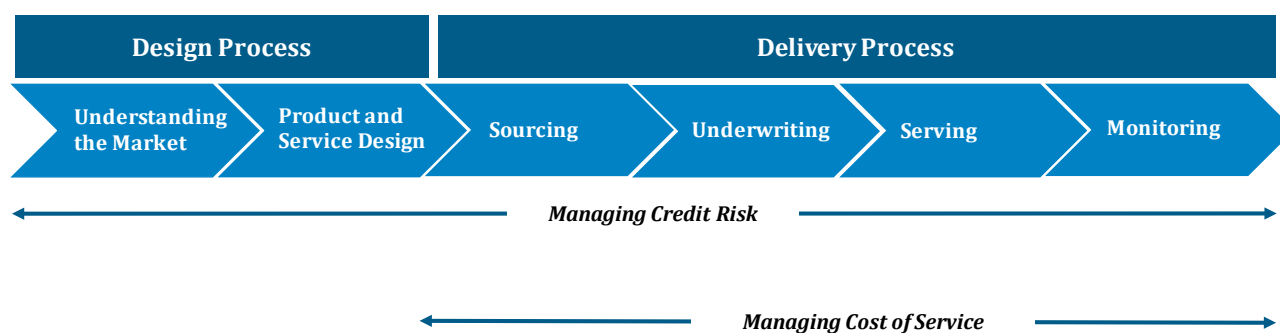 Design Process
Delivery Process
Understanding
the Market
Product and
Service Design
Sourcing
Underwriting
Serving
Monitoring
Managing Credit Risk
Managing Cost of Service